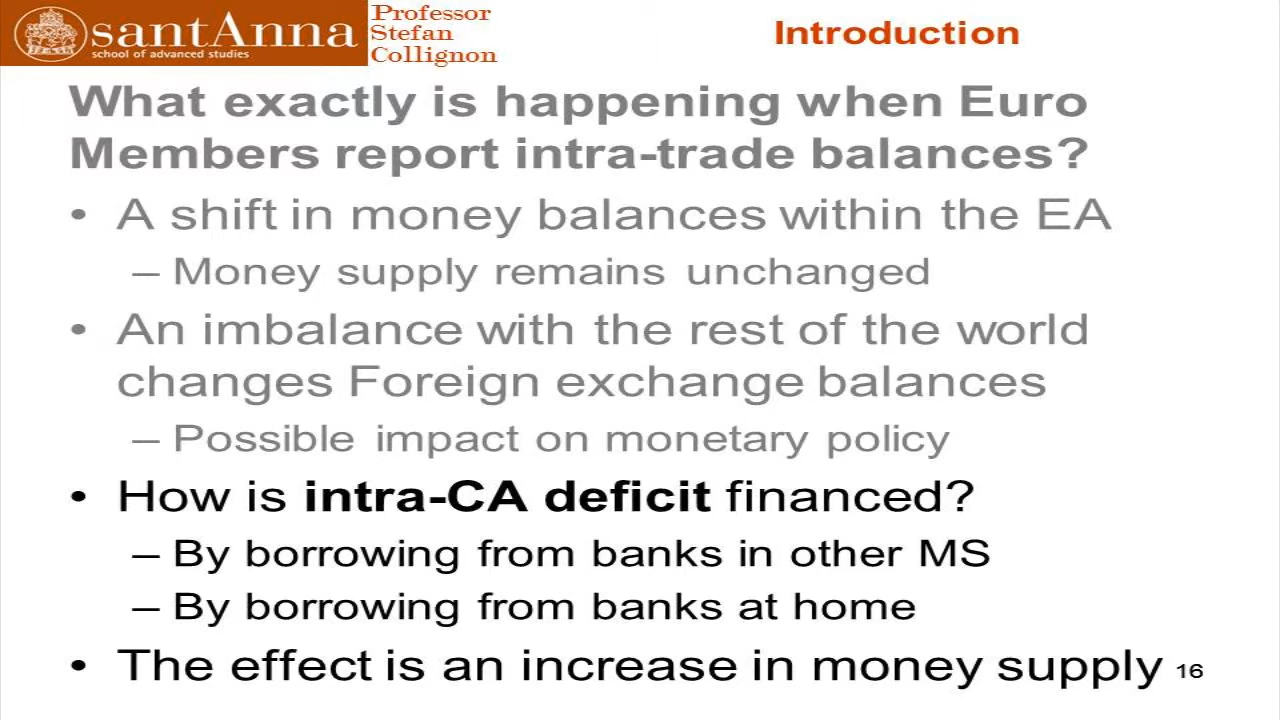 santAnna
school of advanced studies
Professor
Stefan
Collignon
Introduction
What exactly is happening when Euro
Members report intra-trade balances?
• A shift in money balances within the EA
– Money supply remains unchanged
• An imbalance with the rest of the world
changes Foreign exchange balances
– Possible impact on monetary policy
• How is intra-CA deficit financed?
– By borrowing from banks in other MS
– By borrowing from banks at home
• The effect is an increase in money supply
16